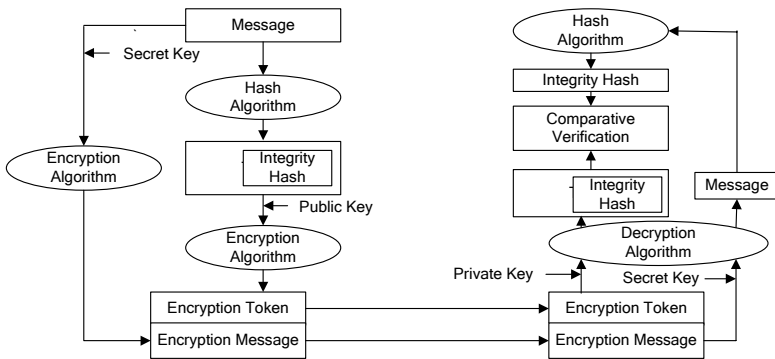 Message
Secret Key
Hash
Algorithm
Encryption
Algorithm
Integrity
Hash
Public Key
Encryption
Algorithm
Encryption Token
Encryption Message
Hash
Algorithm
Integrity Hash
Comparative
Verification
Integrity
Hash
Message
Decryption
Algorithm
Private Key
Secret Key
Encryption Token
Encryption Message